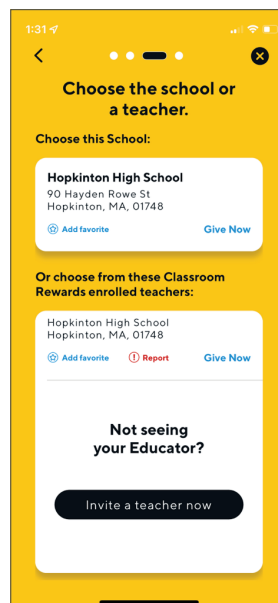 1:31
Choose the school or
a teacher.
Choose this School:
Hopkinton High School
90 Hayden Rowe St
Hopkinton, MA, 01748
Add favorite Give Now
Or choose from these Classroom
Rewards enrolled teachers:
Hopkinton High School
Hopkinton, MA, 01748
Add favorite Report Give Now
Not seeing
your Educator?
Invite a teacher now